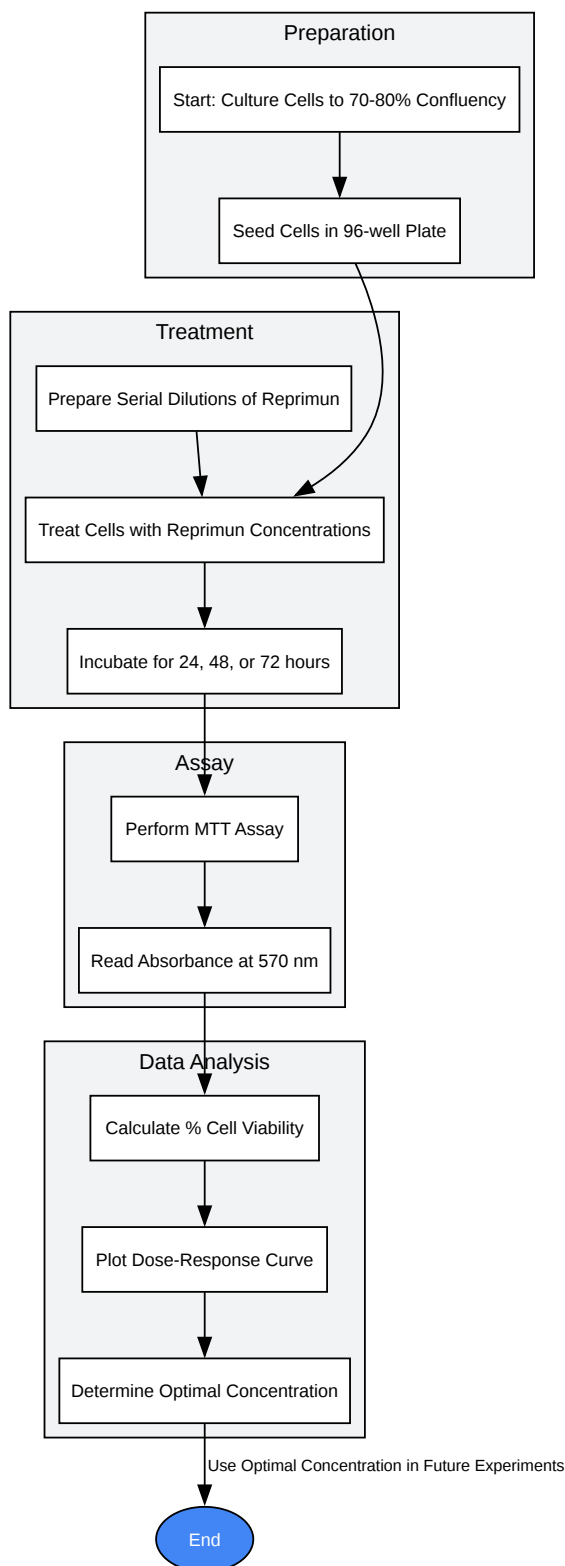 Preparation
Start: Culture Cells to 70-80% Confluency
Seed Cells in 96-well Plate
Treatment
Prepare Serial Dilutions of Reprimun
Treat Cells with Reprimun Concentrations
Incubate for 24, 48, or 72 hours
Assay
Perform MTT Assay
Read Absorbance at 570 nm
Data Analysis
Calculate % Cell Viability
Plot Dose-Response Curve
Determine Optimal Concentration
Use Optimal Concentration in Future Experiments
End